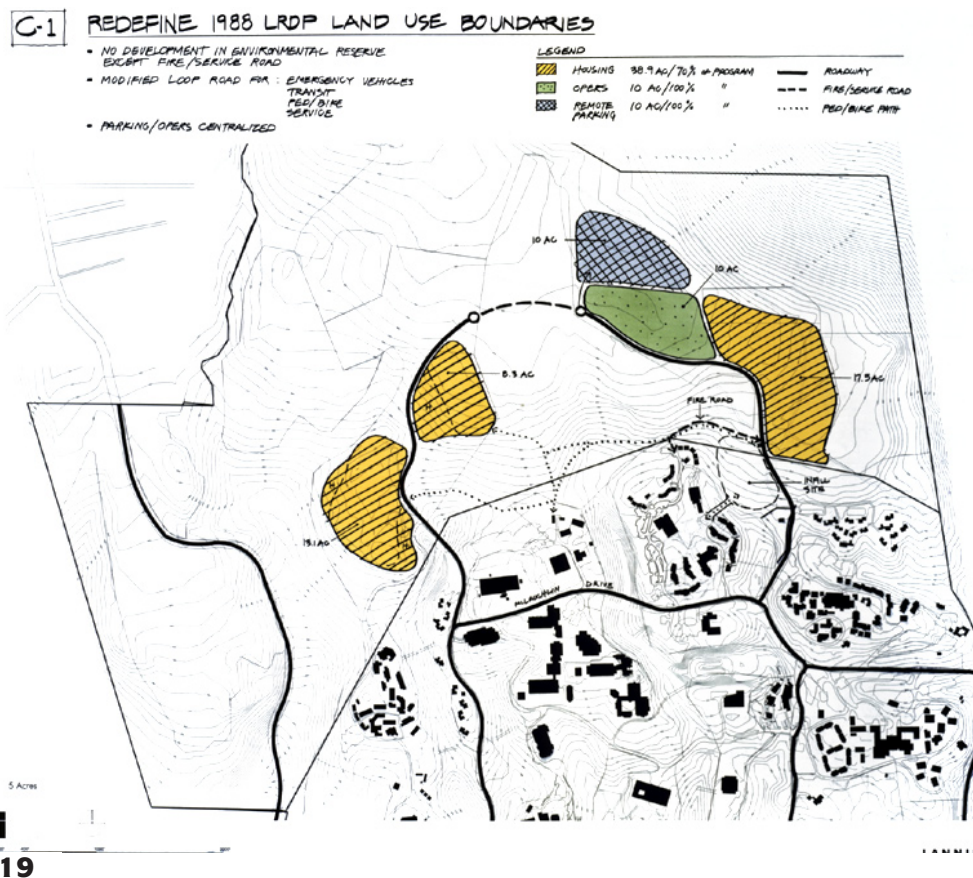 C-1 REDEFINE 1988 LRDP LAND USE BOUNDARIES
- NO DEVELOPMENT IN ENVIRONMENTAL RESERVE
EXCEPT FIRE/SERVICE ROAD
- MODIFIED LOOP ROAD FOR: EMERGENCY VEHICLES
TRANSIT
PED/BIKE
SERVICE
- PARKING/OPERS CENTRALIZED
LEGEND
HOUSING 38.9 AC/70% OF PROGRAM
OPERS 10 AC/100% "
REMOTE PARKING 10 AC/100% "
ROADWAY
FIRE/SERVICE ROAD
PED/BIKE PATH
10 AC
10 AC
8.3 AC
17.5 AC
FIRE ROAD
INFILL
SITE
13.1 AC
MCLAUGHLIN DRIVE
5 Acres
19